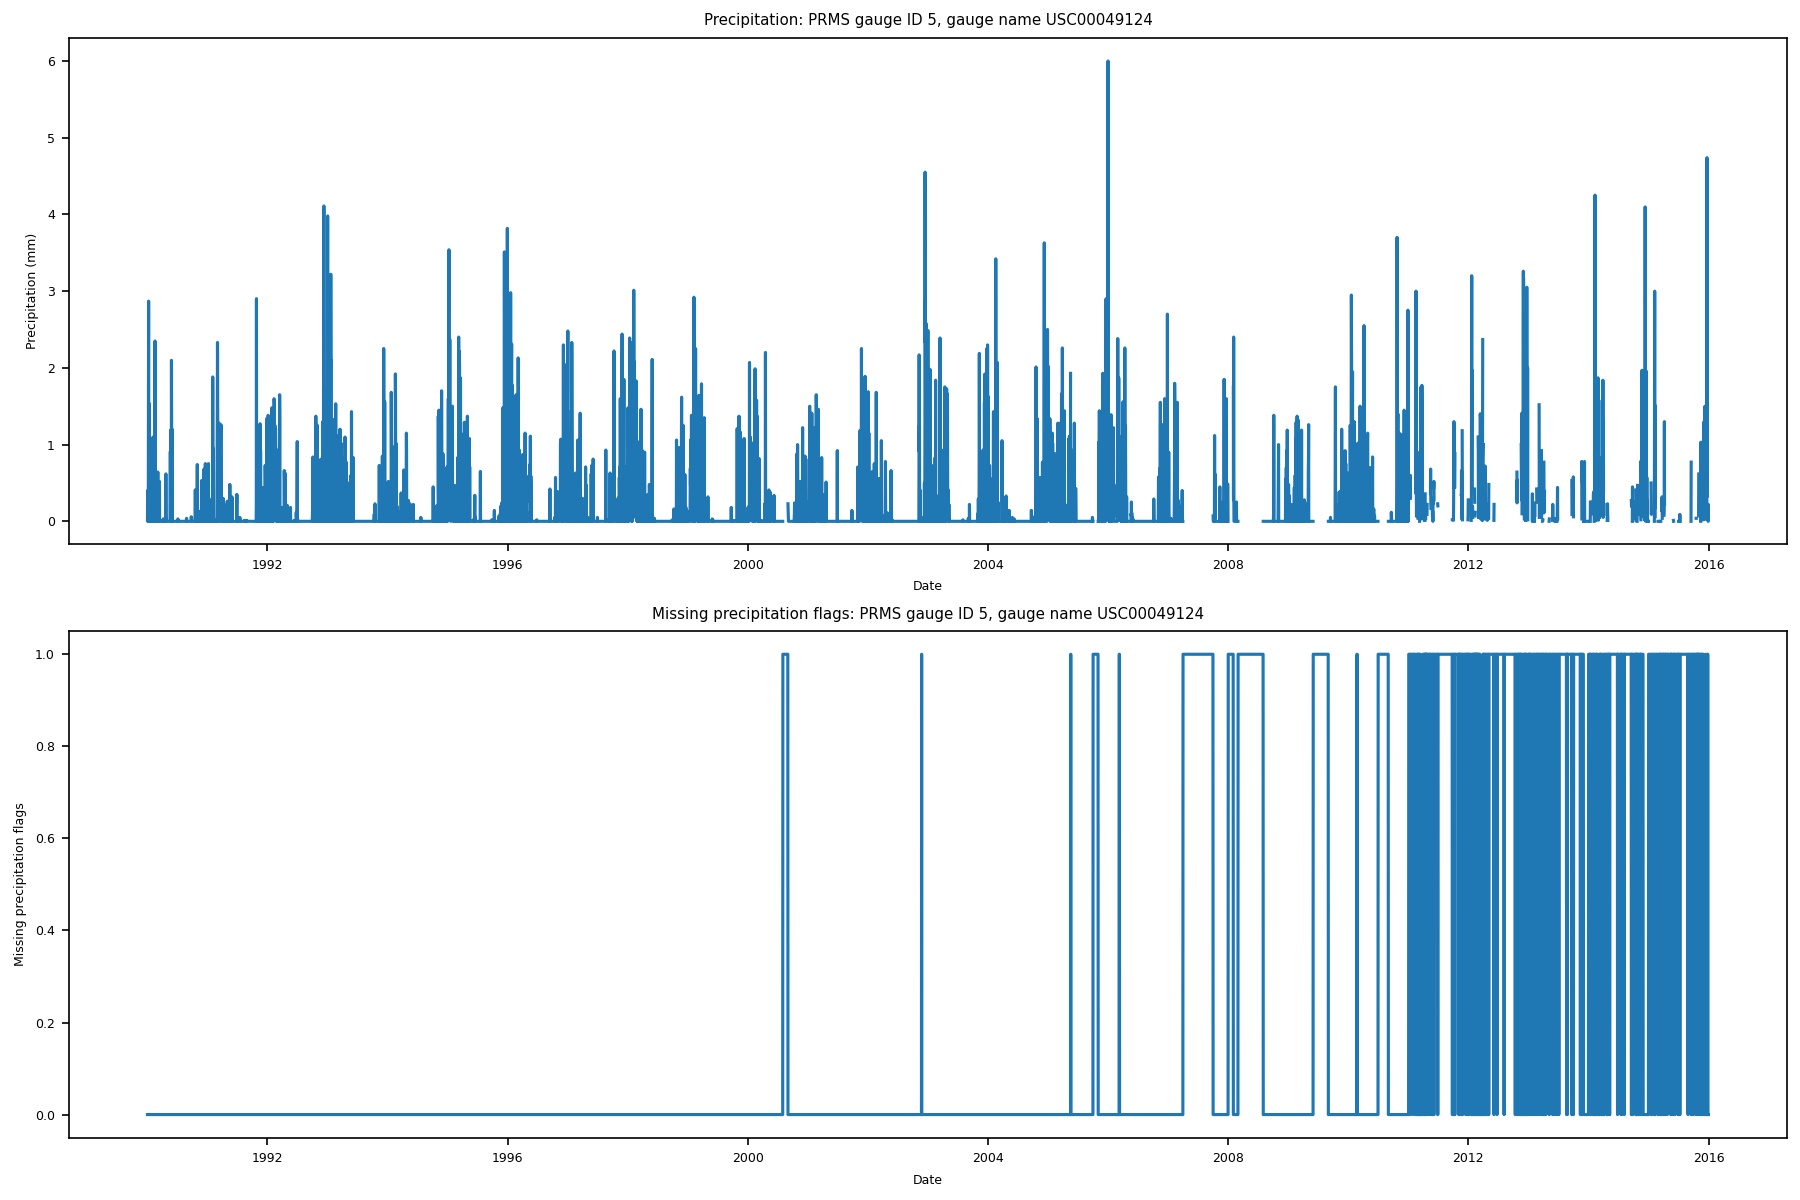 Precipitation: PRMS gauge ID 5, gauge name USC00049124
6
5
4
3
2
1
0
Precipitation (mm)
1992 1996 2000 2004 2008 2012 2016
Date
Missing precipitation flags: PRMS gauge ID 5, gauge name USC00049124
1.0
0.8
0.6
0.4
0.2
0.0
Missing precipitation flags
1992 1996 2000 2004 2008 2012 2016
Date